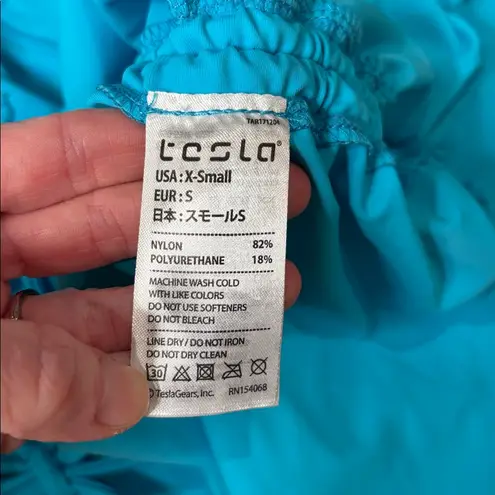 TAR171204
tesla®
USA : X-Small
EUR : S
日本 : スモールS
NYLON 82%
POLYURETHANE 18%
MACHINE WASH COLD
WITH LIKE COLORS
DO NOT USE SOFTENERS
DO NOT BLEACH
LINE DRY / DO NOT IRON
DO NOT DRY CLEAN
30
© TeslaGears, Inc. RN154068